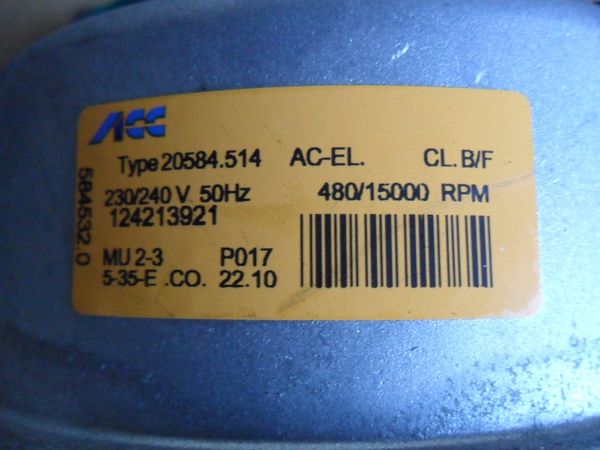 ACC
Type 20584.514 AC-EL. CL. B/F
230/240 V. 50Hz 480/15000 RPM
124213921
MU 2-3 P017
5-35-E .CO. 22.10
584532.0